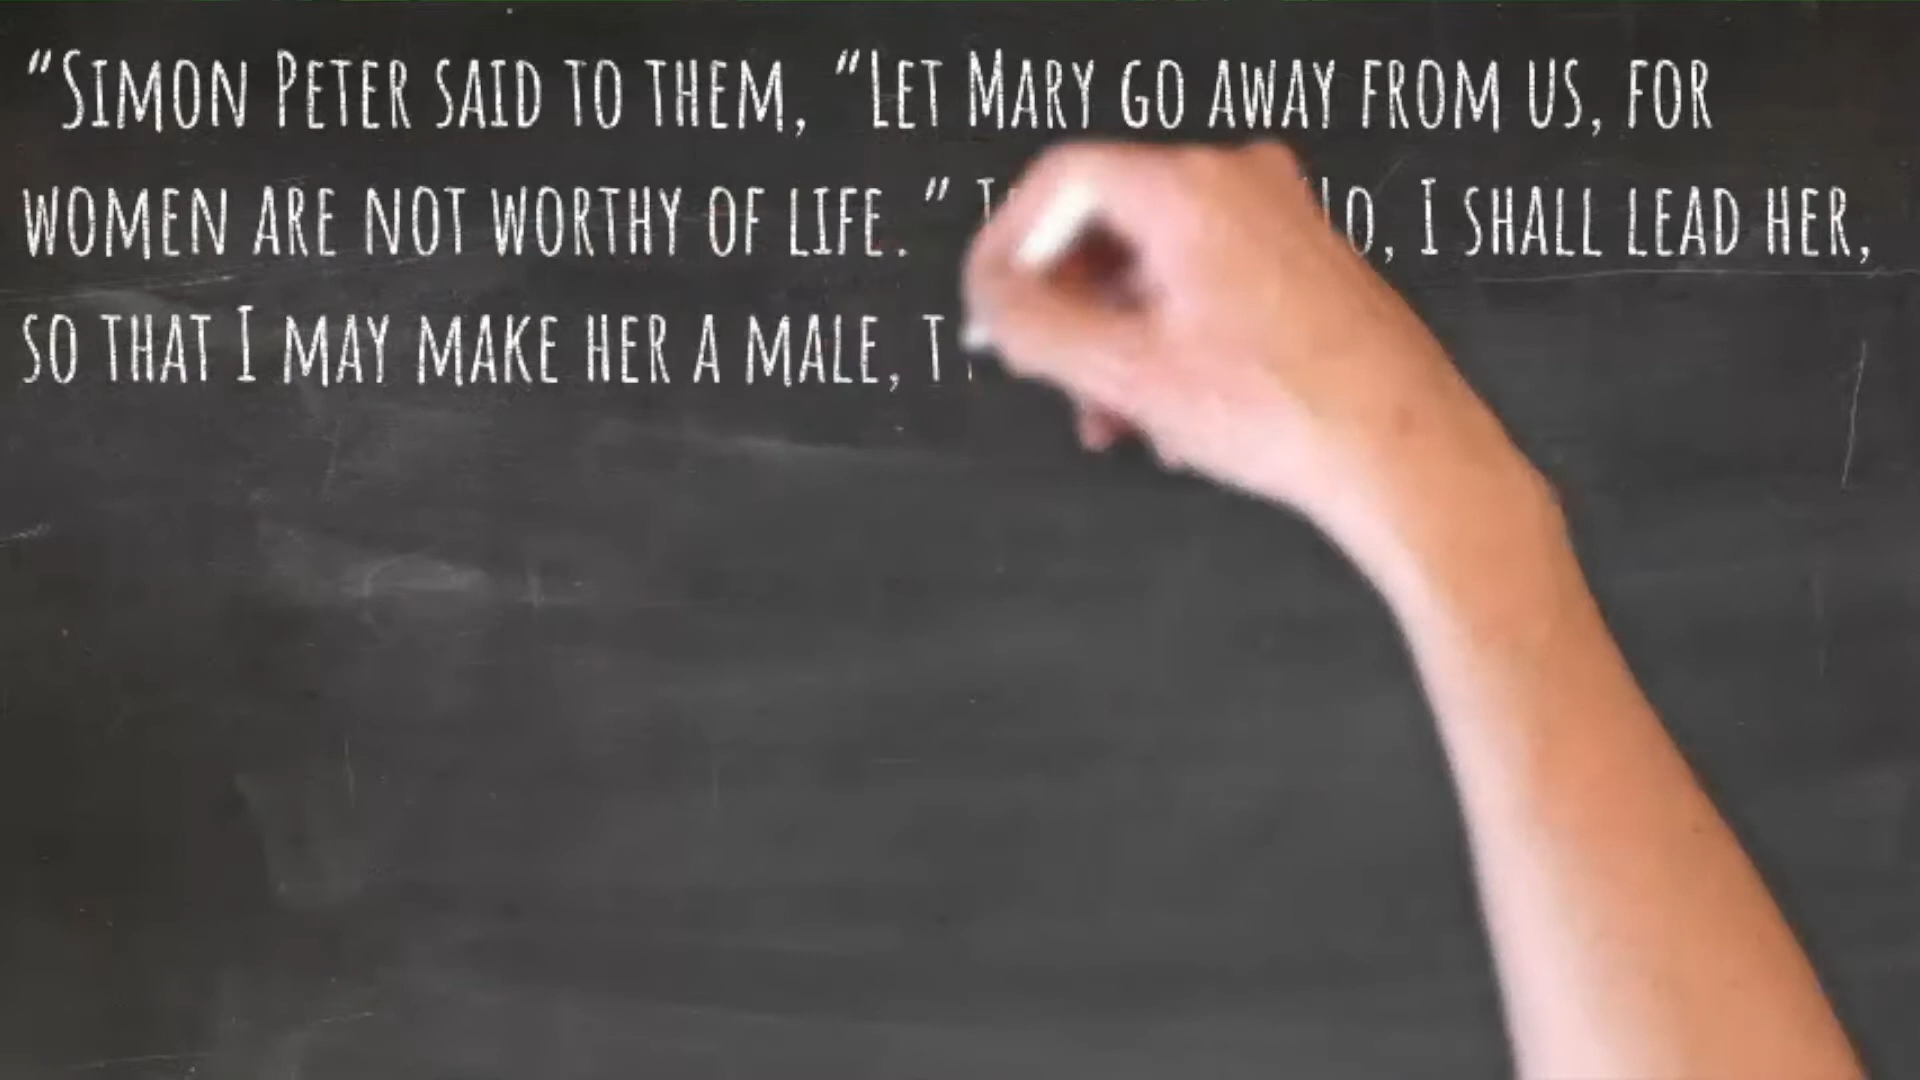 “Simon Peter said to them, “Let Mary go away from us, for
women are not worthy of life.” I shall lead her,
so that I may make her a male,